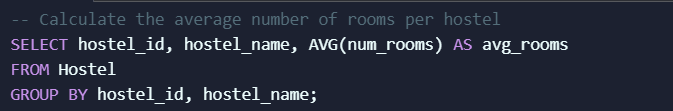 -- Calculate the average number of rooms per hostel
SELECT hostel_id, hostel_name, AVG(num_rooms) AS avg_rooms
FROM Hostel
GROUP BY hostel_id, hostel_name;